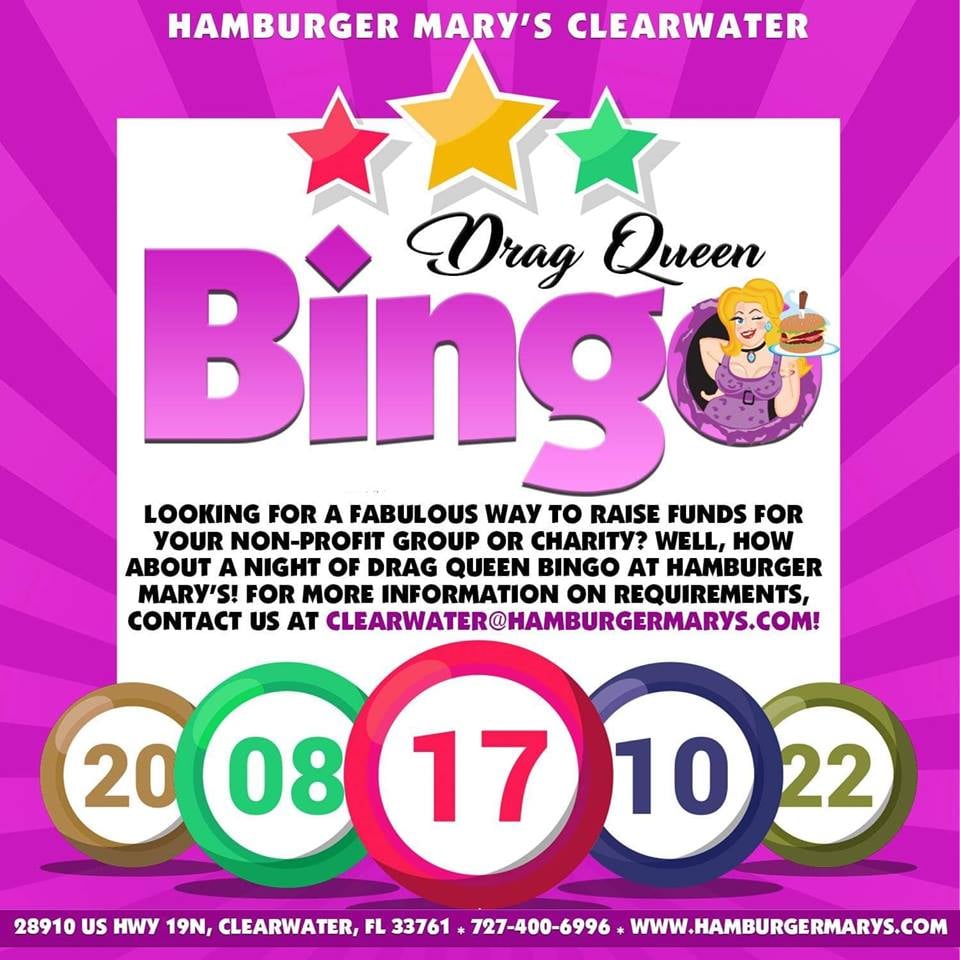 HAMBURGER MARY'S CLEARWATER
Drag Queen
Bingo
LOOKING FOR A FABULOUS WAY TO RAISE FUNDS FOR
YOUR NON-PROFIT GROUP OR CHARITY? WELL, HOW
ABOUT A NIGHT OF DRAG QUEEN BINGO AT HAMBURGER
MARY'S! FOR MORE INFORMATION ON REQUIREMENTS,
CONTACT US AT CLEARWATER@HAMBURGERMARYS.COM!
20 08 17 10 22
28910 US HWY 19N, CLEARWATER, FL 33761 * 727-400-6996 * WWW.HAMBURGERMARYS.COM